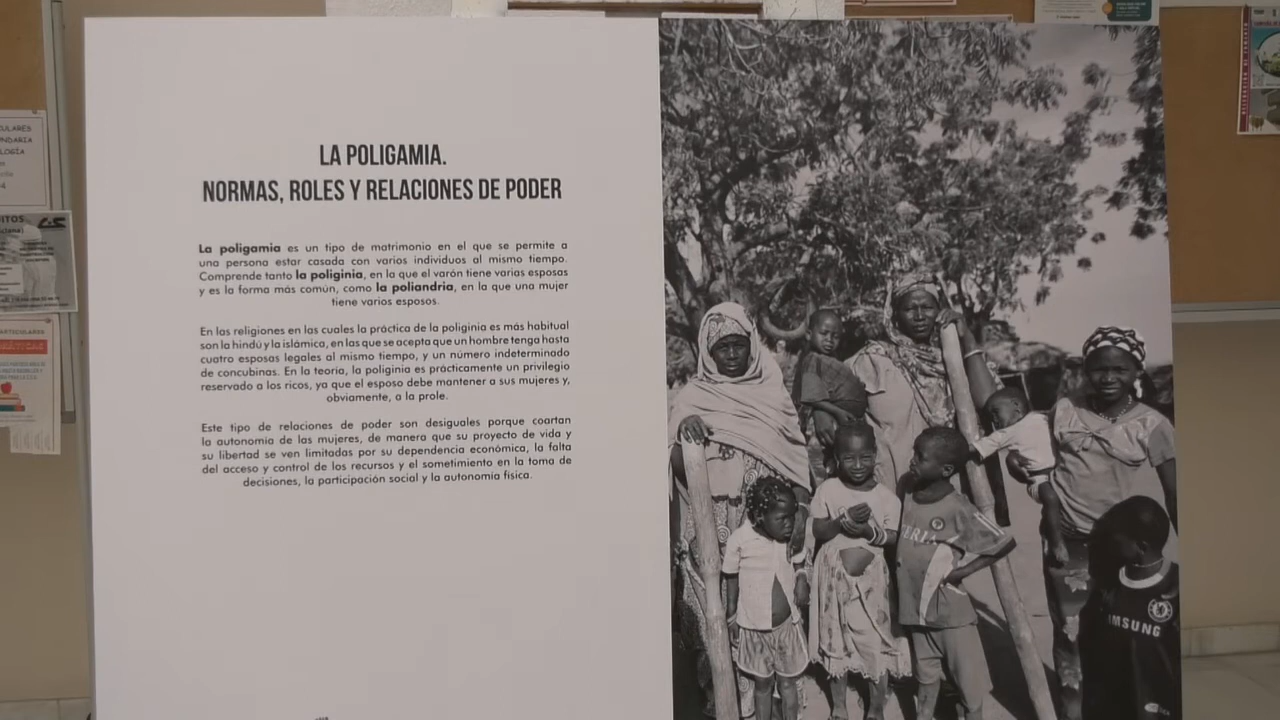 LA POLIGAMIA.
NORMAS, ROLES Y RELACIONES DE PODER
La poligamia es un tipo de matrimonio en el que se permite a
una persona estar casada con varios individuos al mismo tiempo.
Comprende tanto la poliginia, en la que el varón tiene varias esposas
y es la forma más común, como la poliandria, en la que una mujer
tiene varios esposos.
En las religiones en las cuales la práctica de la poliginia es más habitual
son la hindú y la islámica, en las que se acepta que un hombre tenga hasta
cuatro esposas legales al mismo tiempo, y un número indeterminado
de concubinas. En la teoría, la poliginia es prácticamente un privilegio
reservado a los ricos, ya que el esposo debe mantener a sus mujeres y,
obviamente, a la prole.
Este tipo de relaciones de poder son desiguales porque coartan
la autonomía de las mujeres, de manera que su proyecto de vida y
su libertad se ven limitadas por su dependencia económica, la falta
del acceso y control de los recursos y el sometimiento en la toma de
decisiones, la participación social y la autonomía física.